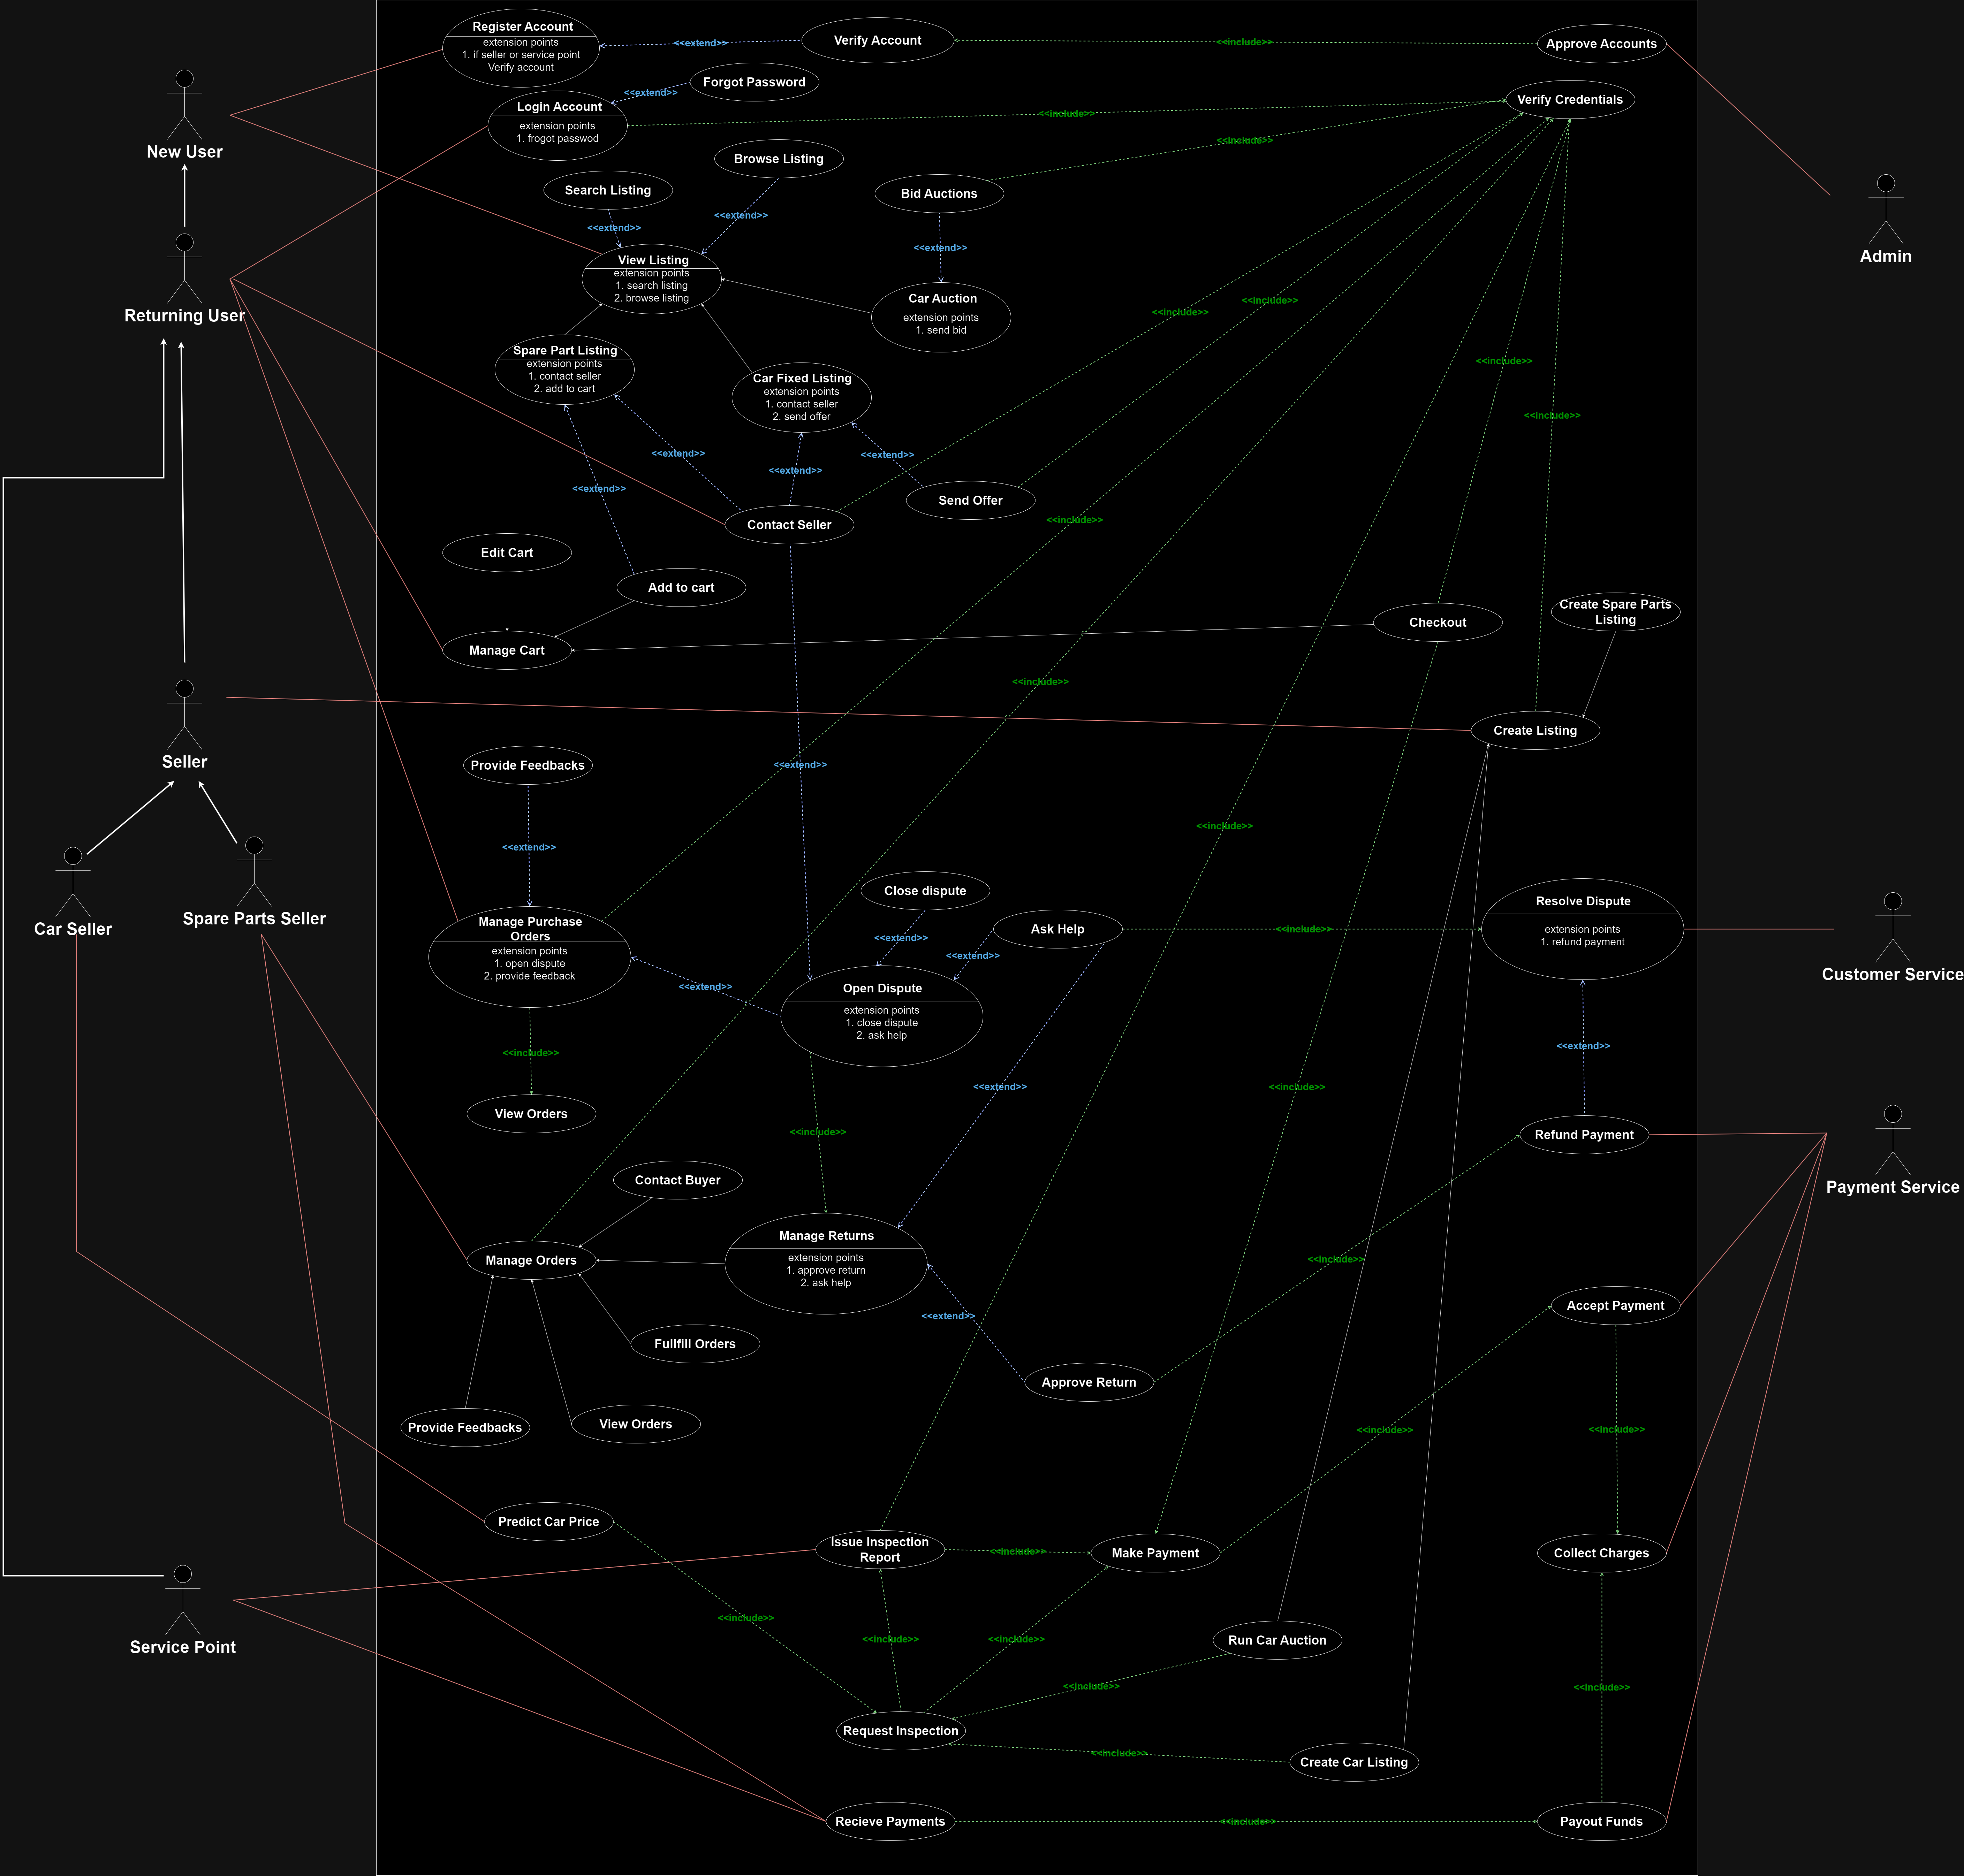 Register Account
extension points
1. if seller or service point
Verify account
<<extend>>
Verify Account
<<include>>
Approve Accounts
Forgot Password
<<extend>>
Login Account
extension points
1. frogot passwod
<<include>>
Verify Credentials
New User
Browse Listing
<<include>>
Search Listing
Bid Auctions
<<extend>>
<<extend>>
<<extend>>
Admin
View Listing
extension points
1. search listing
2. browse listing
Car Auction
extension points
1. send bid
<<include>>
<<include>>
Returning User
Spare Part Listing
extension points
1. contact seller
2. add to cart
<<include>>
Car Fixed Listing
extension points
1. contact seller
2. send offer
<<include>>
<<extend>>
<<extend>>
<<extend>>
<<extend>>
Send Offer
Contact Seller
<<include>>
Edit Cart
Add to cart
Create Spare Parts
Listing
Checkout
Manage Cart
<<include>>
Create Listing
Seller
Provide Feedbacks
<<extend>>
<<include>>
<<extend>>
Close dispute
Resolve Dispute
extension points
1. refund payment
Spare Parts Seller
Car Seller
Manage Purchase
Orders
extension points
1. open dispute
2. provide feedback
Ask Help
<<include>>
<<extend>>
<<extend>>
Customer Service
<<extend>>
Open Dispute
extension points
1. close dispute
2. ask help
<<include>>
<<extend>>
<<extend>>
<<include>>
View Orders
<<include>>
Refund Payment
Contact Buyer
Payment Service
Manage Returns
extension points
1. approve return
2. ask help
Manage Orders
<<include>>
Accept Payment
<<extend>>
Fullfill Orders
Approve Return
Provide Feedbacks
View Orders
<<include>>
<<include>>
Predict Car Price
Issue Inspection
Report
<<include>>
Make Payment
Collect Charges
<<include>>
<<include>>
<<include>>
Run Car Auction
Service Point
<<include>>
<<include>>
Request Inspection
<<include>>
Create Car Listing
Recieve Payments
<<include>>
Payout Funds